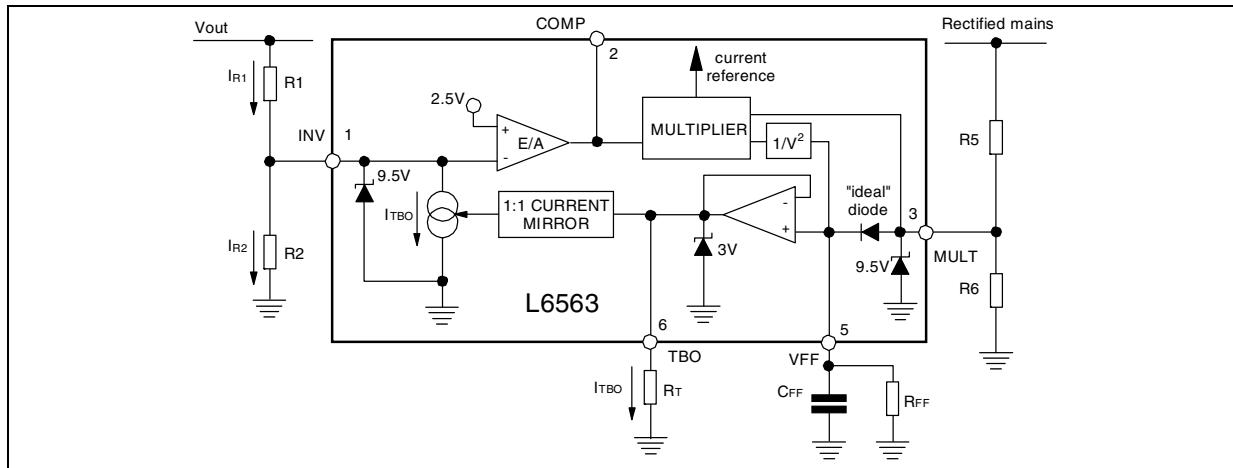 COMP
Vout
Rectified mains
2
current
reference
IR1
R1
2.5V
+
E/A
-
MULTIPLIER
1/V2
R5
INV
1
9.5V
ITBO
1:1 CURRENT
MIRROR
-
+
"ideal"
diode
3
MULT
3V
9.5V
IR2
R2
R6
L6563
6
TBO
5
VFF
ITBO
RT
CFF
RFF